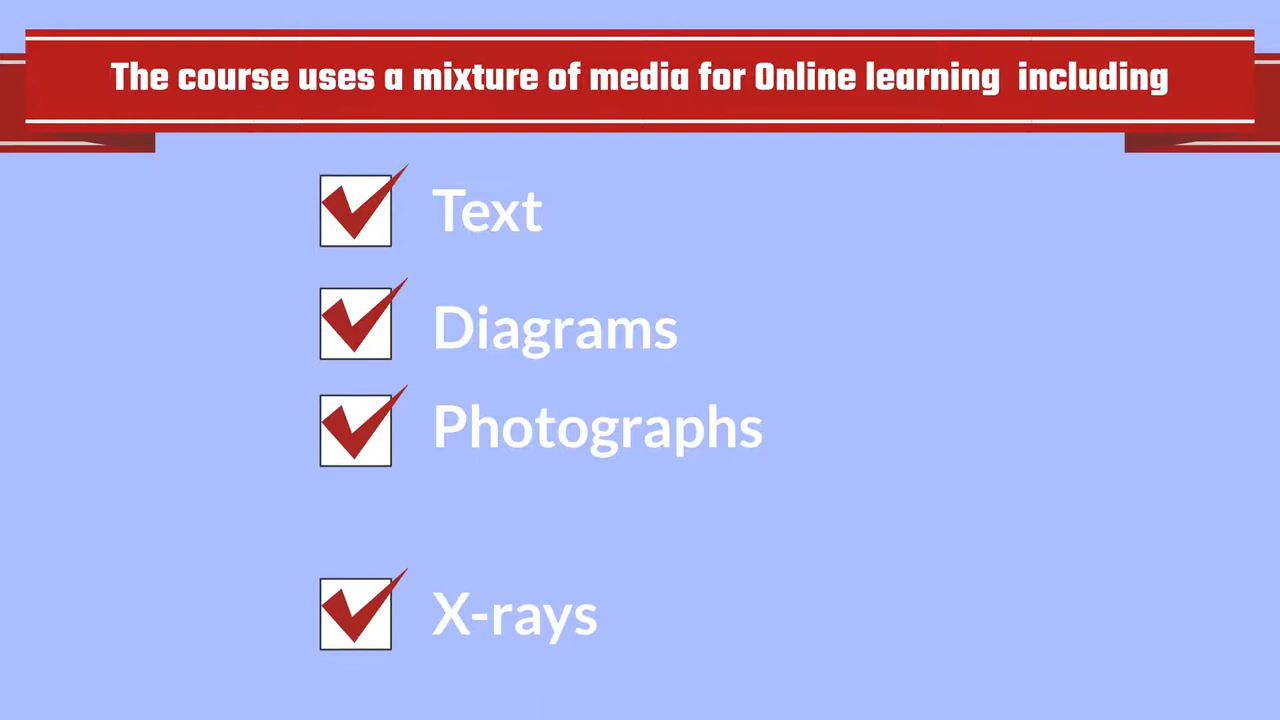 The course uses a mixture of media for Online learning including
Text
Diagrams
Photographs
X-rays